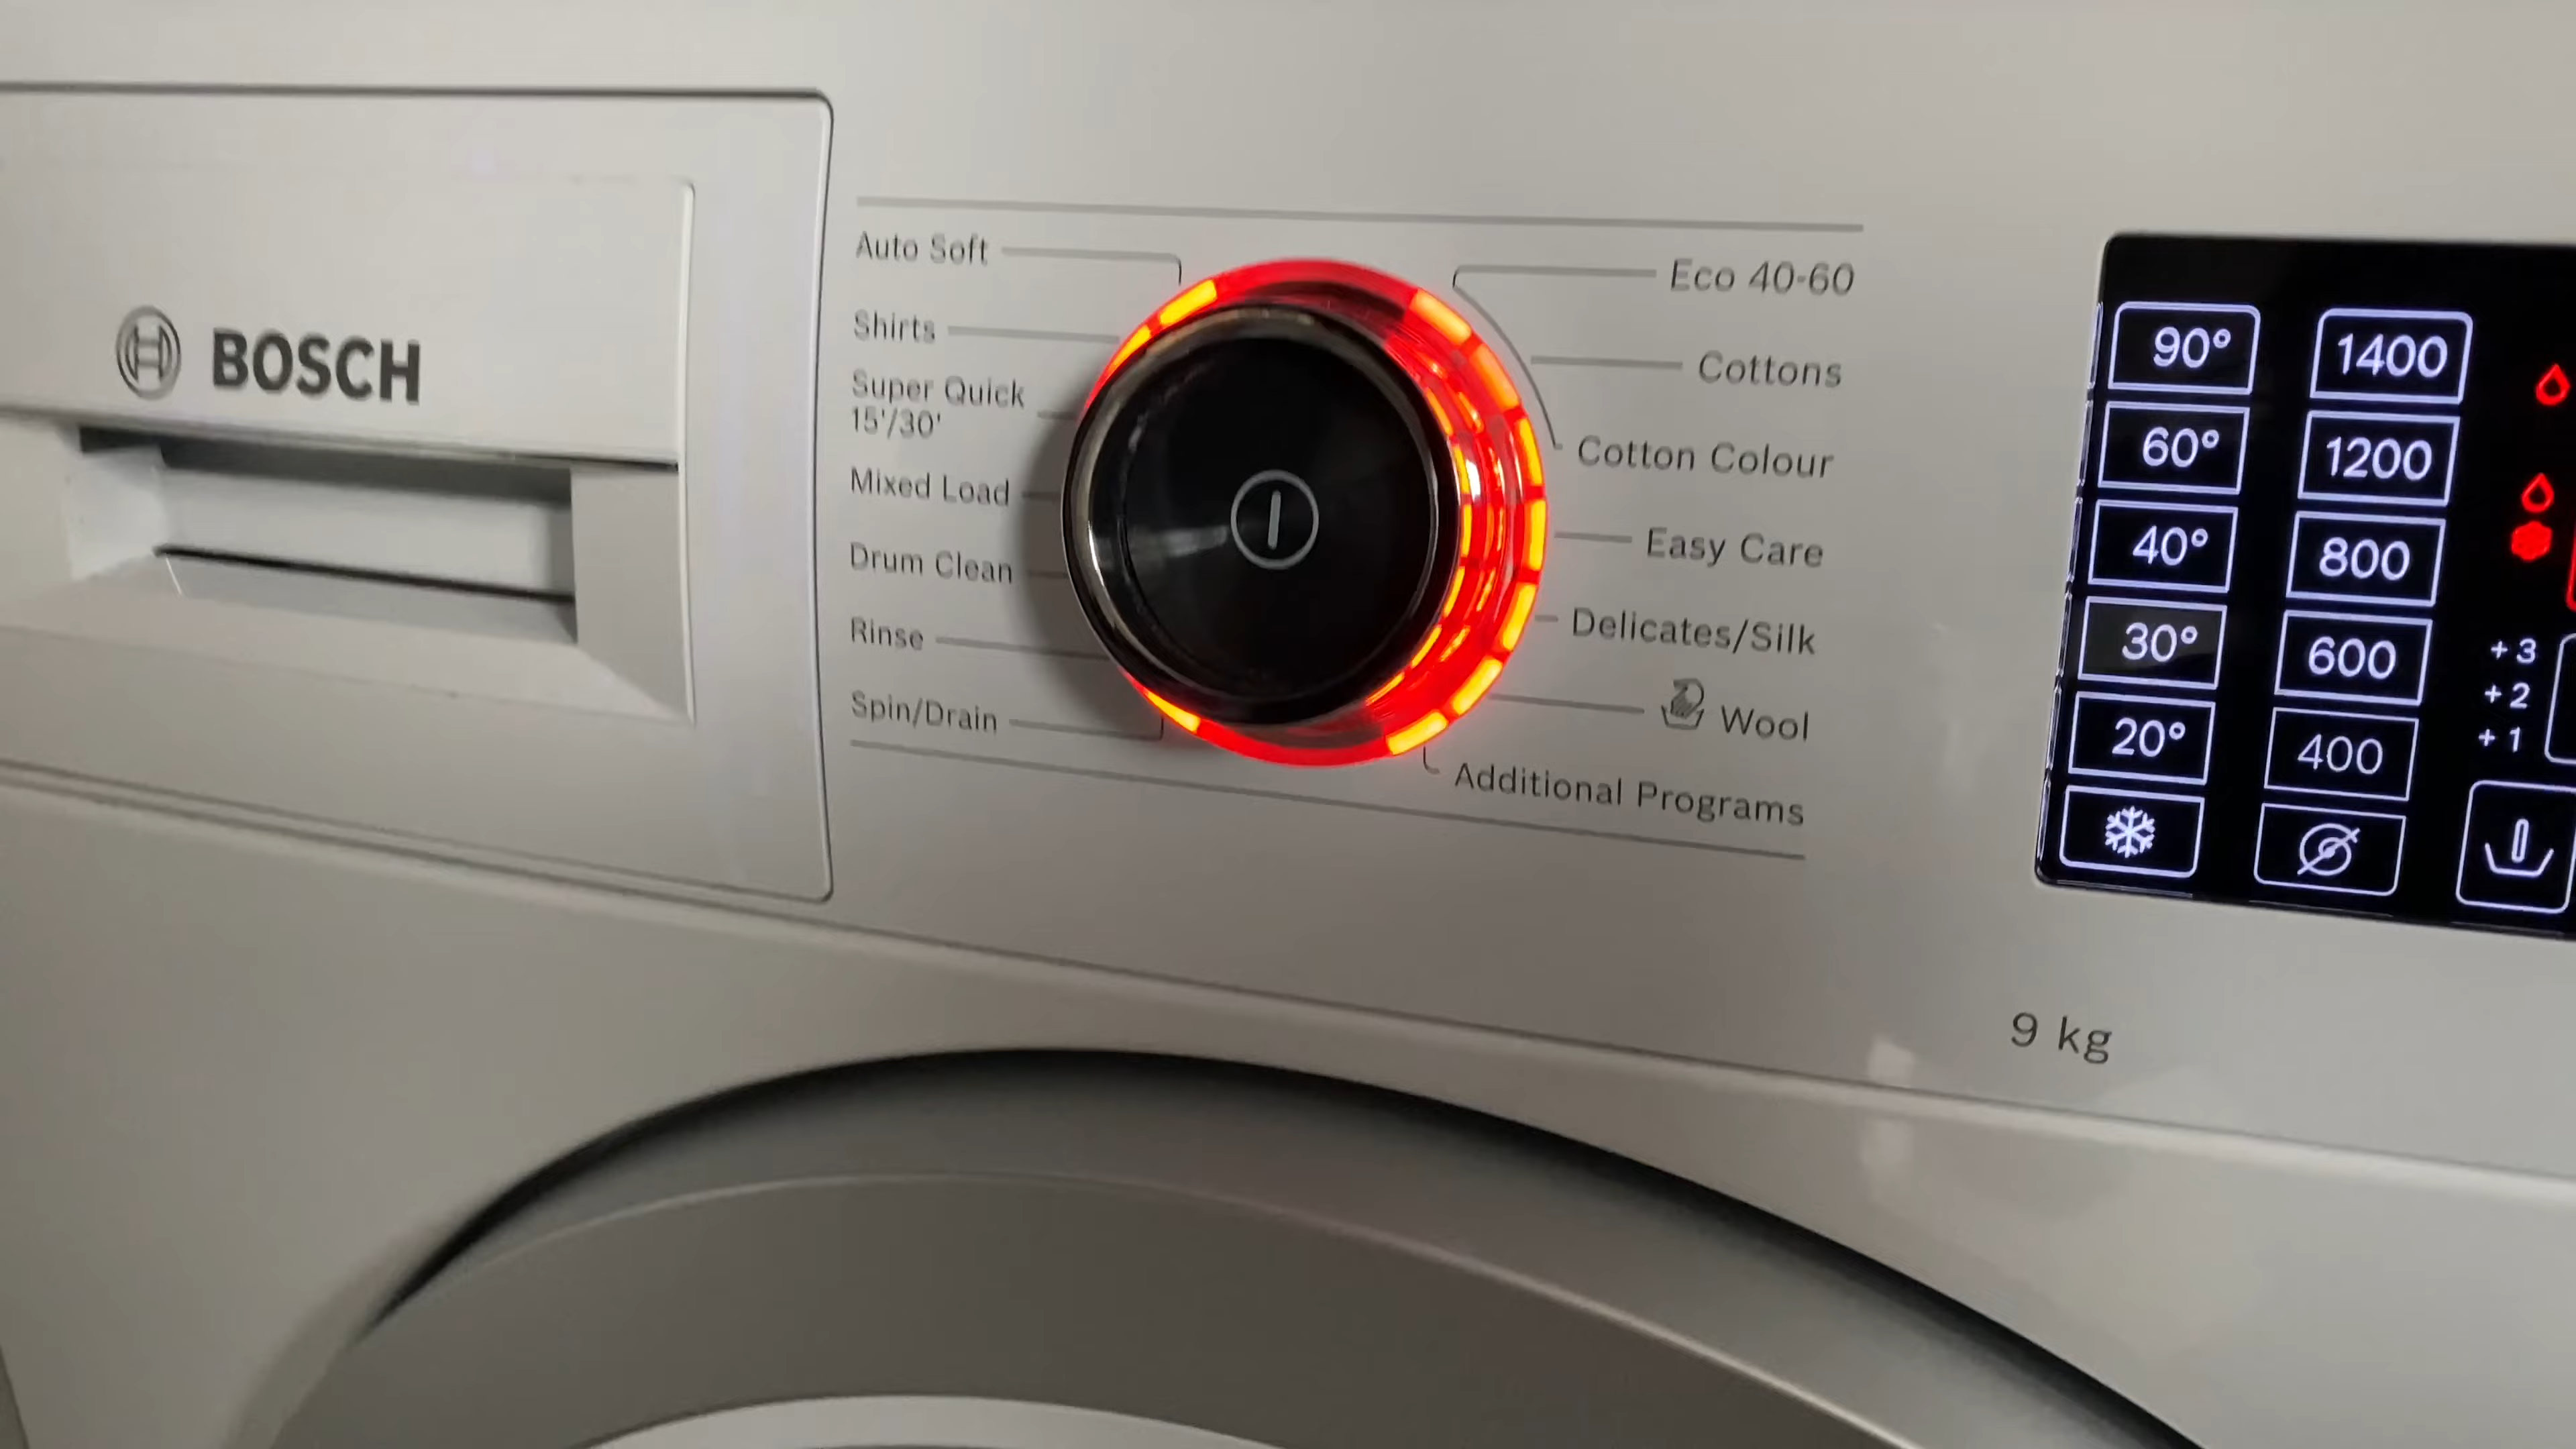 BOSCH
Auto Soft
Shirts
Super Quick
15'/30'
Mixed Load
Drum Clean
Rinse
Spin/Drain
Eco 40-60
Cottons
Cotton Colour
Easy Care
Delicates/Silk
Wool
Additional Programs
90°
60°
40°
30°
20°
1400
1200
800
600
400
+ 3
+ 2
+ 1
9 kg